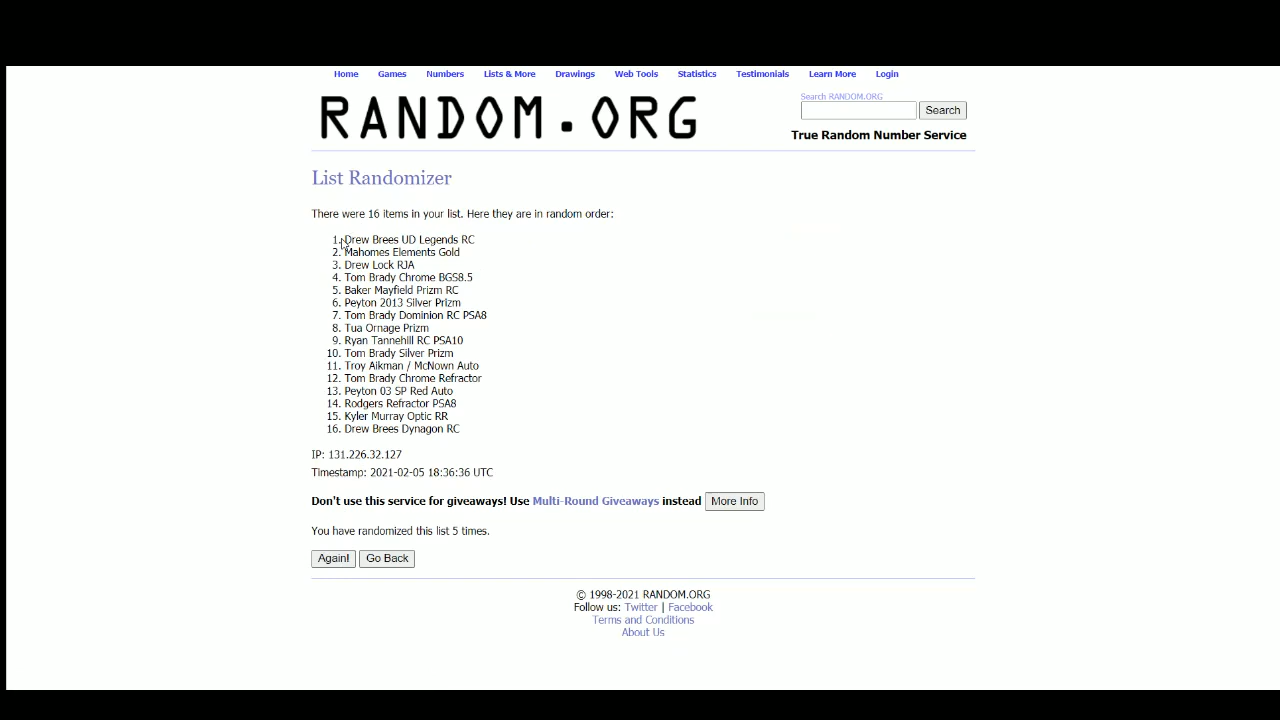 Home Games Numbers Lists & More Drawings Web Tools Statistics Testimonials Learn More Login
RANDOM.ORG
Search RANDOM.ORG
Search
True Random Number Service
List Randomizer
There were 16 items in your list. Here they are in random order:
1. Drew Brees UD Legends RC
2. Mahomes Elements Gold
3. Drew Lock RJA
4. Tom Brady Chrome BGS8.5
5. Baker Mayfield Prizm RC
6. Peyton 2013 Silver Prizm
7. Tom Brady Dominion RC PSA8
8. Tua Ornage Prizm
9. Ryan Tannehill RC PSA10
10. Tom Brady Silver Prizm
11. Troy Aikman / McNown Auto
12. Tom Brady Chrome Refractor
13. Peyton 03 SP Red Auto
14. Rodgers Refractor PSA8
15. Kyler Murray Optic RR
16. Drew Brees Dynagon RC
IP: 131.226.32.127
Timestamp: 2021-02-05 18:36:36 UTC
Don't use this service for giveaways! Use Multi-Round Giveaways instead More Info
You have randomized this list 5 times.
Again! Go Back
© 1998-2021 RANDOM.ORG
Follow us: Twitter | Facebook
Terms and Conditions
About Us